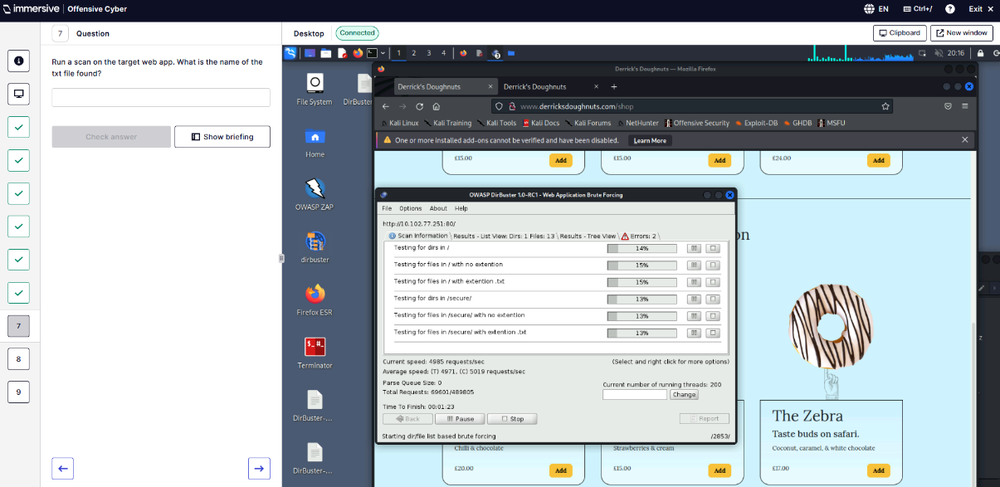 immersive | Offensive Cyber
EN
Ctrl+/
?
Exit
7 Question
Run a scan on the target web app. What is the name of the
txt file found?
Check answer
Show briefing
7
8
9
Desktop Connected
Clipboard
New window
1 2 3 4
20:16
File System
DirBuster
Home
OWASP ZAP
dirbuster
Firefox ESR
Terminator
DirBuster-...
DirBuster-...
Derrick's Doughnuts — Mozilla Firefox
Derrick's Doughnuts
Derrick's Doughnuts
www.derricksdoughnuts.com/shop
Kali Linux
Kali Training
Kali Tools
Kali Docs
Kali Forums
NetHunter
Offensive Security
Exploit-DB
GHDB
MSFU
One or more installed add-ons cannot be verified and have been disabled. Learn More
£15.00 Add
£15.00 Add
£24.00 Add
OWASP DirBuster 1.0-RC1 - Web Application Brute Forcing
File Options About Help
http://10.102.77.251:80/
Scan Information Results - List View: Dirs: 1 Files: 13 Results - Tree View Errors: 2
Testing for dirs in / 14%
Testing for files in / with no extention 15%
Testing for files in / with extention .txt 15%
Testing for dirs in /secure/ 13%
Testing for files in /secure/ with no extention 13%
Testing for files in /secure/ with extention .txt 13%
Current speed: 4985 requests/sec (Select and right click for more options)
Average speed: (T) 4971, (C) 5019 requests/sec
Parse Queue Size: 0
Total Requests: 69601/489805
Current number of running threads: 200
Change
Time To Finish: 00:01:23
Back Pause Stop Report
Starting dir/file list based brute forcing /2853/
on
The Zebra
Taste buds on safari.
Coconut, caramel, & white chocolate
£17.00 Add
Chilli & chocolate
£20.00 Add
Strawberries & cream
£15.00 Add
z